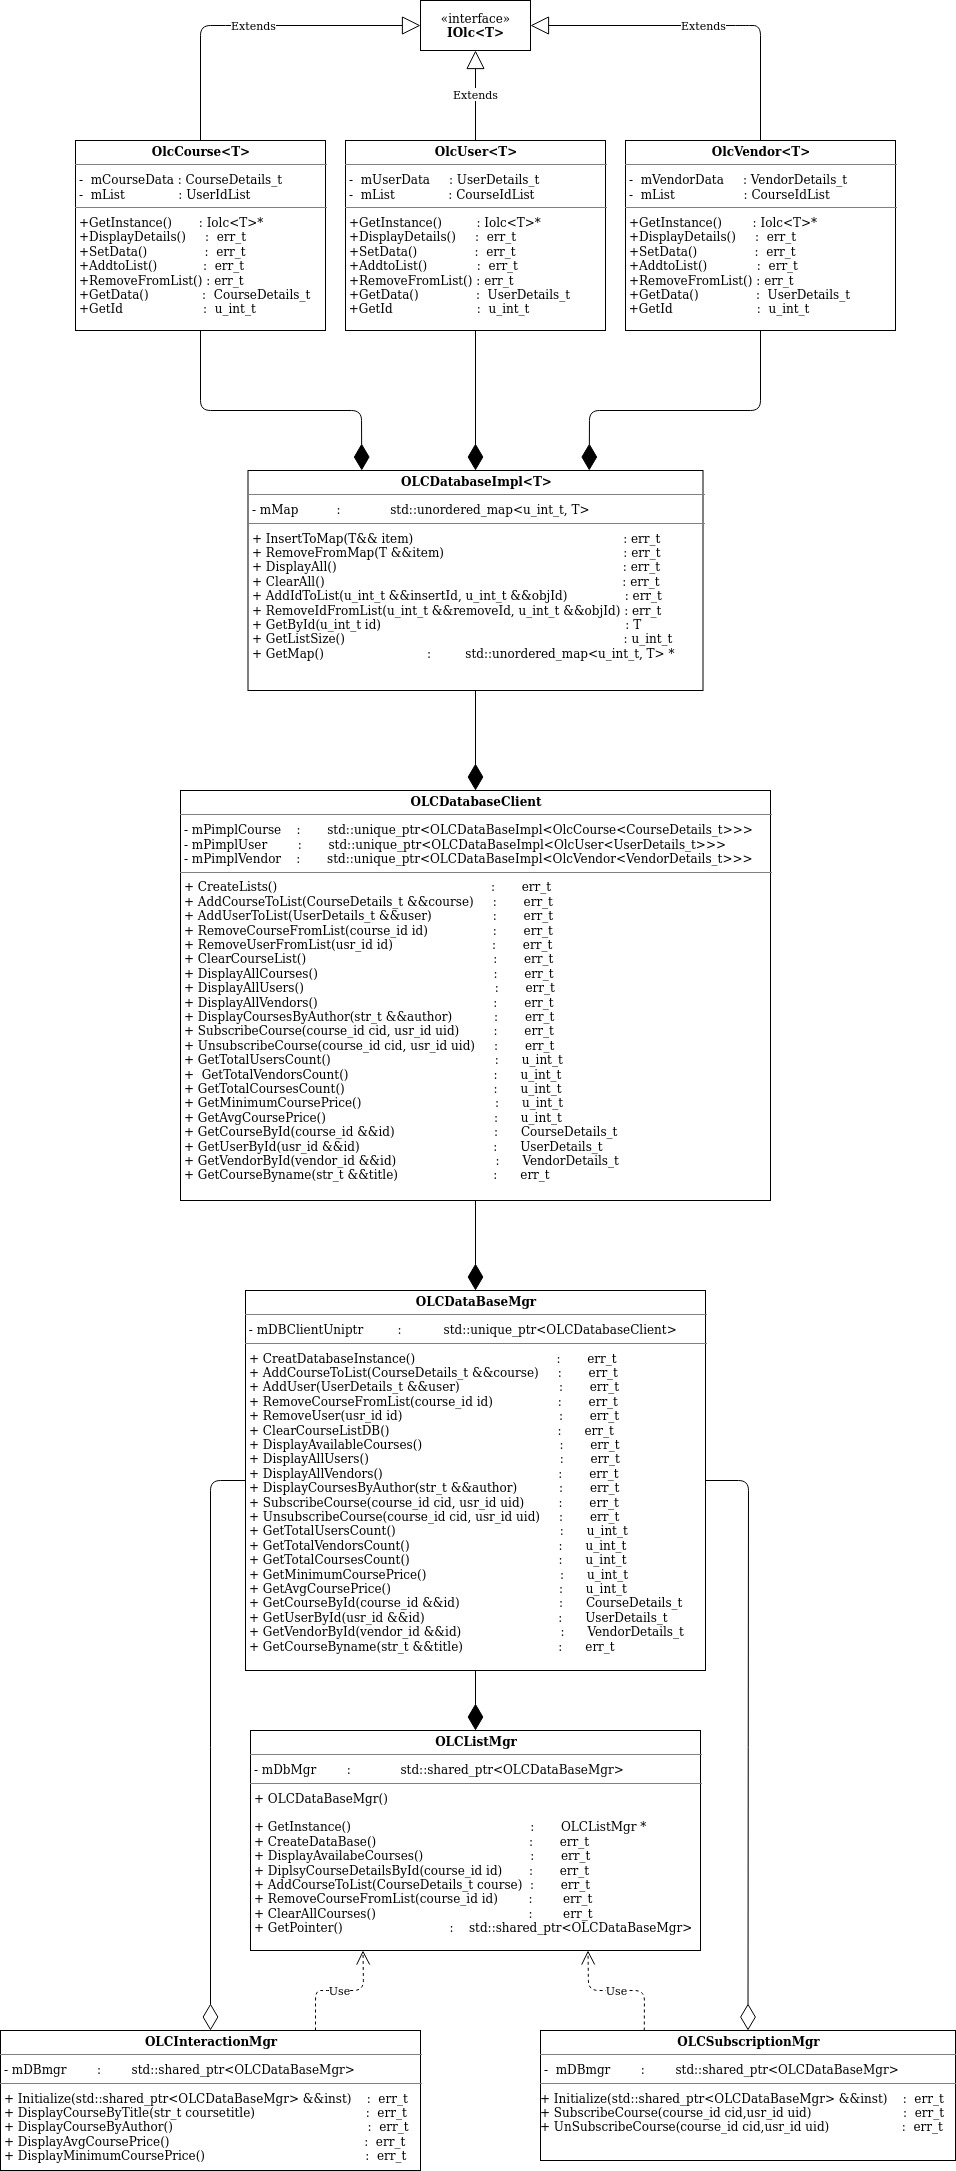 «interface»
IOlc<T>
Extends
Extends
Extends
OlcCourse<T>
- mCourseData : CourseDetails_t
- mList : UserIdList
+GetInstance() : Iolc<T>*
+DisplayDetails() : err_t
+SetData() : err_t
+AddtoList() : err_t
+RemoveFromList() : err_t
+GetData() : CourseDetails_t
+GetId : u_int_t
OlcUser<T>
- mUserData : UserDetails_t
- mList : CourseIdList
+GetInstance() : Iolc<T>*
+DisplayDetails() : err_t
+SetData() : err_t
+AddtoList() : err_t
+RemoveFromList() : err_t
+GetData() : UserDetails_t
+GetId : u_int_t
OlcVendor<T>
- mVendorData : VendorDetails_t
- mList : CourseIdList
+GetInstance() : Iolc<T>*
+DisplayDetails() : err_t
+SetData() : err_t
+AddtoList() : err_t
+RemoveFromList() : err_t
+GetData() : UserDetails_t
+GetId : u_int_t
OLCDatabaseImpl<T>
- mMap : std::unordered_map<u_int_t, T>
+ InsertToMap(T&& item) : err_t
+ RemoveFromMap(T &&item) : err_t
+ DisplayAll() : err_t
+ ClearAll() : err_t
+ AddIdToList(u_int_t &&insertId, u_int_t &&objId) : err_t
+ RemoveIdFromList(u_int_t &&removeId, u_int_t &&objId) : err_t
+ GetById(u_int_t id) : T
+ GetListSize() : u_int_t
+ GetMap() : std::unordered_map<u_int_t, T> *
OLCDatabaseClient
- mPimplCourse : std::unique_ptr<OLCDataBaseImpl<OlcCourse<CourseDetails_t>>>
- mPimplUser : std::unique_ptr<OLCDataBaseImpl<OlcUser<UserDetails_t>>>
- mPimplVendor : std::unique_ptr<OLCDataBaseImpl<OlcVendor<VendorDetails_t>>>
+ CreateLists() : err_t
+ AddCourseToList(CourseDetails_t &&course) : err_t
+ AddUserToList(UserDetails_t &&user) : err_t
+ RemoveCourseFromList(course_id id) : err_t
+ RemoveUserFromList(usr_id id) : err_t
+ ClearCourseList() : err_t
+ DisplayAllCourses() : err_t
+ DisplayAllUsers() : err_t
+ DisplayAllVendors() : err_t
+ DisplayCoursesByAuthor(str_t &&author) : err_t
+ SubscribeCourse(course_id cid, usr_id uid) : err_t
+ UnsubscribeCourse(course_id cid, usr_id uid) : err_t
+ GetTotalUsersCount() : u_int_t
+ GetTotalVendorsCount() : u_int_t
+ GetTotalCoursesCount() : u_int_t
+ GetMinimumCoursePrice() : u_int_t
+ GetAvgCoursePrice() : u_int_t
+ GetCourseById(course_id &&id) : CourseDetails_t
+ GetUserById(usr_id &&id) : UserDetails_t
+ GetVendorById(vendor_id &&id) : VendorDetails_t
+ GetCourseByname(str_t &&title) : err_t
OLCDataBaseMgr
- mDBClientUniptr : std::unique_ptr<OLCDatabaseClient>
+ CreatDatabaseInstance() : err_t
+ AddCourseToList(CourseDetails_t &&course) : err_t
+ AddUser(UserDetails_t &&user) : err_t
+ RemoveCourseFromList(course_id id) : err_t
+ RemoveUser(usr_id id) : err_t
+ ClearCourseListDB() : err_t
+ DisplayAvailableCourses() : err_t
+ DisplayAllUsers() : err_t
+ DisplayAllVendors() : err_t
+ DisplayCoursesByAuthor(str_t &&author) : err_t
+ SubscribeCourse(course_id cid, usr_id uid) : err_t
+ UnsubscribeCourse(course_id cid, usr_id uid) : err_t
+ GetTotalUsersCount() : u_int_t
+ GetTotalVendorsCount() : u_int_t
+ GetTotalCoursesCount() : u_int_t
+ GetMinimumCoursePrice() : u_int_t
+ GetAvgCoursePrice() : u_int_t
+ GetCourseById(course_id &&id) : CourseDetails_t
+ GetUserById(usr_id &&id) : UserDetails_t
+ GetVendorById(vendor_id &&id) : VendorDetails_t
+ GetCourseByname(str_t &&title) : err_t
OLCListMgr
- mDbMgr : std::shared_ptr<OLCDataBaseMgr>
+ OLCDataBaseMgr()
+ GetInstance() : OLCListMgr *
+ CreateDataBase() : err_t
+ DisplayAvailabeCourses() : err_t
+ DiplsyCourseDetailsById(course_id id) : err_t
+ AddCourseToList(CourseDetails_t course) : err_t
+ RemoveCourseFromList(course_id id) : err_t
+ ClearAllCourses() : err_t
+ GetPointer() : std::shared_ptr<OLCDataBaseMgr>
Use
Use
OLCInteractionMgr
- mDBmgr : std::shared_ptr<OLCDataBaseMgr>
+ Initialize(std::shared_ptr<OLCDataBaseMgr> &&inst) : err_t
+ DisplayCourseByTitle(str_t coursetitle) : err_t
+ DisplayCourseByAuthor() : err_t
+ DisplayAvgCoursePrice() : err_t
+ DisplayMinimumCoursePrice() : err_t
OLCSubscriptionMgr
- mDBmgr : std::shared_ptr<OLCDataBaseMgr>
+ Initialize(std::shared_ptr<OLCDataBaseMgr> &&inst) : err_t
+ SubscribeCourse(course_id cid,usr_id uid) : err_t
+ UnSubscribeCourse(course_id cid,usr_id uid) : err_t